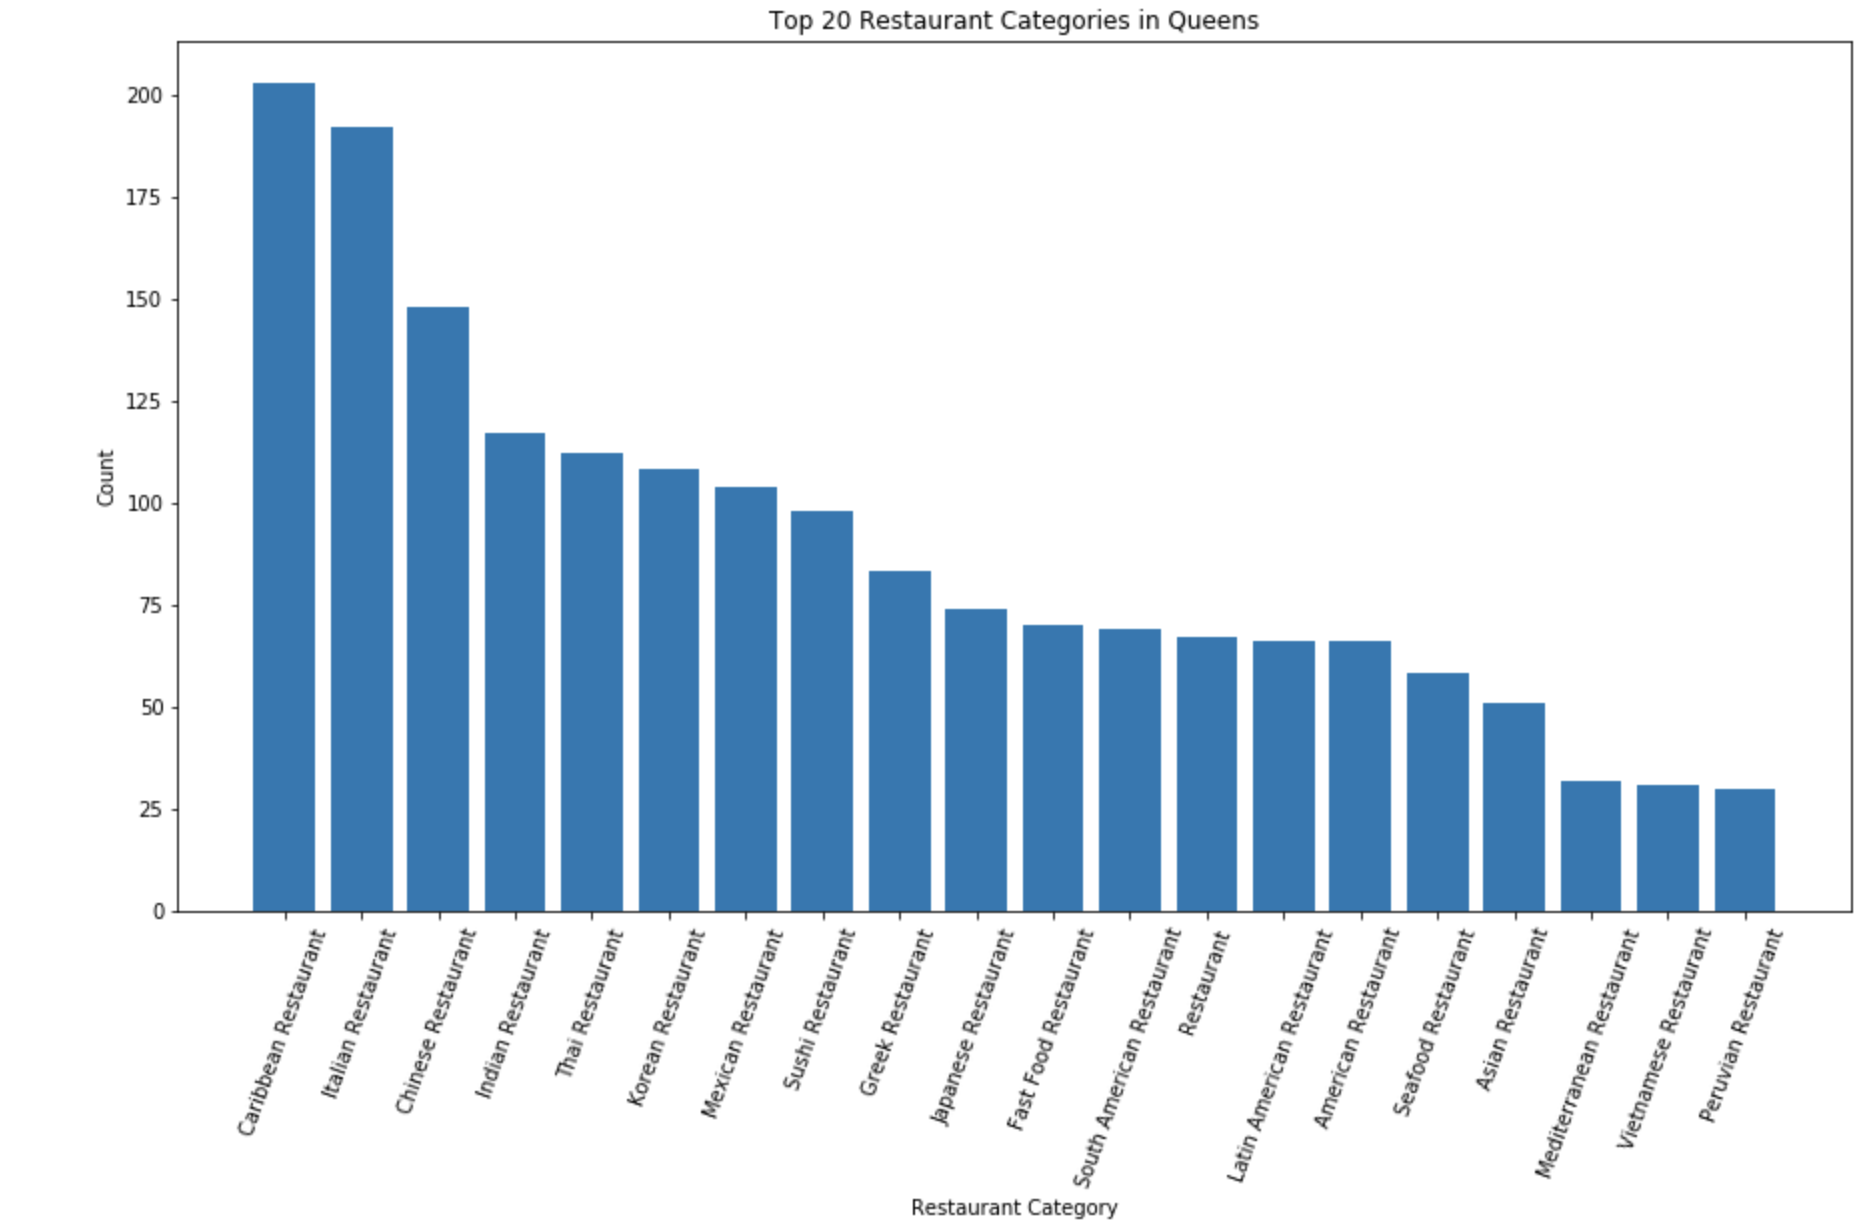 Top 20 Restaurant Categories in Queens
200
175
150
125
100
75
50
25
0
Count
Caribbean Restaurant
Italian Restaurant
Chinese Restaurant
Indian Restaurant
Thai Restaurant
Korean Restaurant
Mexican Restaurant
Sushi Restaurant
Greek Restaurant
Japanese Restaurant
Fast Food Restaurant
South American Restaurant
Restaurant
Latin American Restaurant
American Restaurant
Seafood Restaurant
Asian Restaurant
Mediterranean Restaurant
Vietnamese Restaurant
Peruvian Restaurant
Restaurant Category